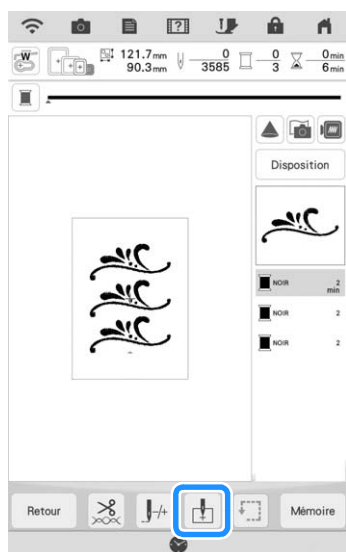 W
121.7mm 0 0 0min
90.3mm 3585 3 6min
Disposition
NOIR 2
min
NOIR 2
NOIR 2
Retour -/+ Mémoire